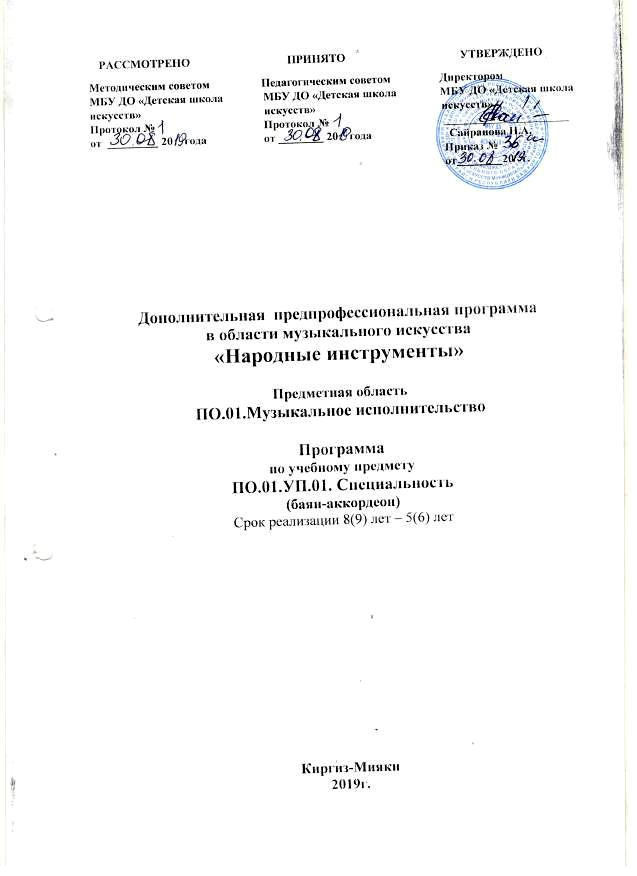 РАССМОТРЕНО
Методическим советом
МБУ ДО «Детская школа
искусств»
Протокол № 1
от 30.08 2019 года
ПРИНЯТО
Педагогическим советом
МБУ ДО «Детская школа
искусств»
Протокол № 1
от 30.08 2019 года
УТВЕРЖДЕНО
Директором
МБУ ДО «Детская школа
искусств»
Сайранова Н.А.
Приказ № 36
от 30.08 2019г.
Дополнительная предпрофессиональная программа
в области музыкального искусства
«Народные инструменты»
Предметная область
ПО.01.Музыкальное исполнительство
Программа
по учебному предмету
ПО.01.УП.01. Специальность
(баян-аккордеон)
Срок реализации 8(9) лет – 5(6) лет
Киргиз-Мияки
2019г.